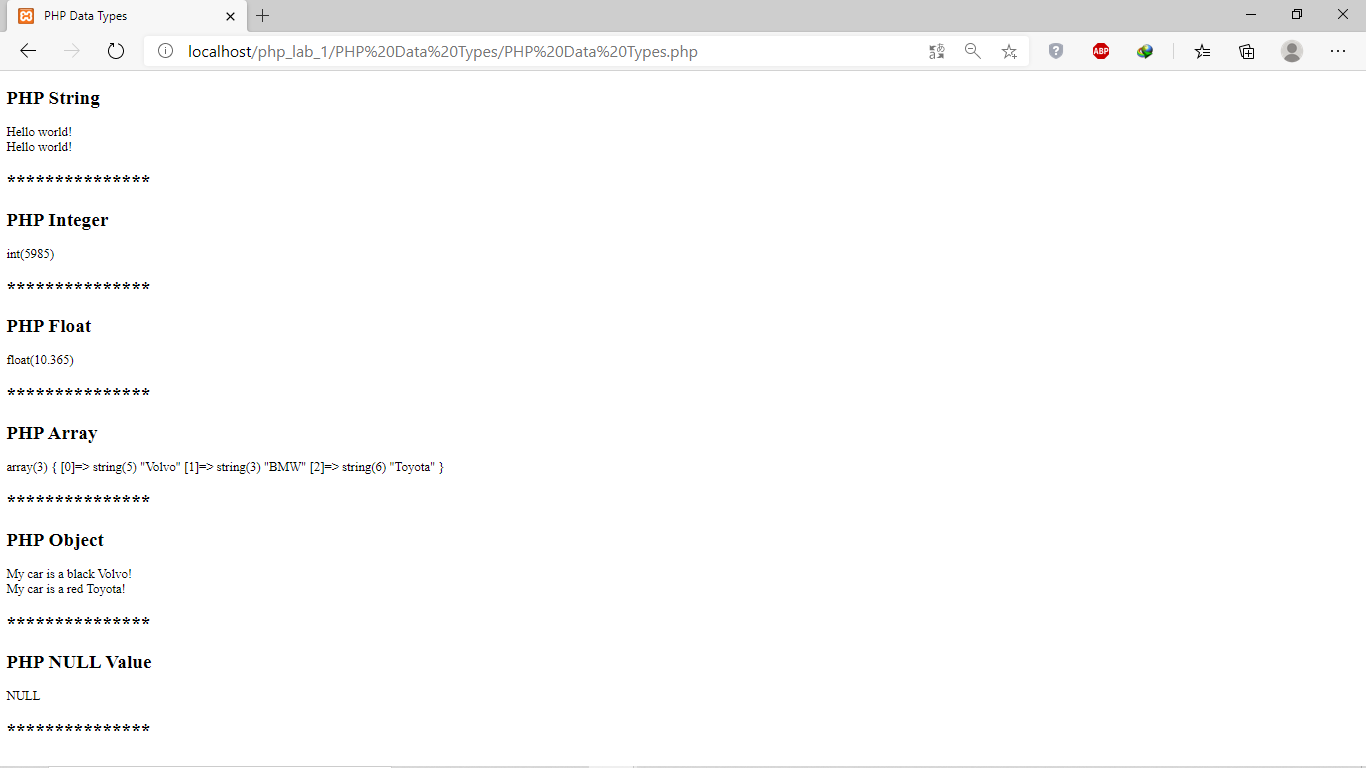 PHP Data Types
localhost/php_lab_1/PHP%20Data%20Types/PHP%20Data%20Types.php
ABP
PHP String
Hello world!
Hello world!
***************
PHP Integer
int(5985)
***************
PHP Float
float(10.365)
***************
PHP Array
array(3) { [0]=> string(5) "Volvo" [1]=> string(3) "BMW" [2]=> string(6) "Toyota" }
***************
PHP Object
My car is a black Volvo!
My car is a red Toyota!
***************
PHP NULL Value
NULL
***************